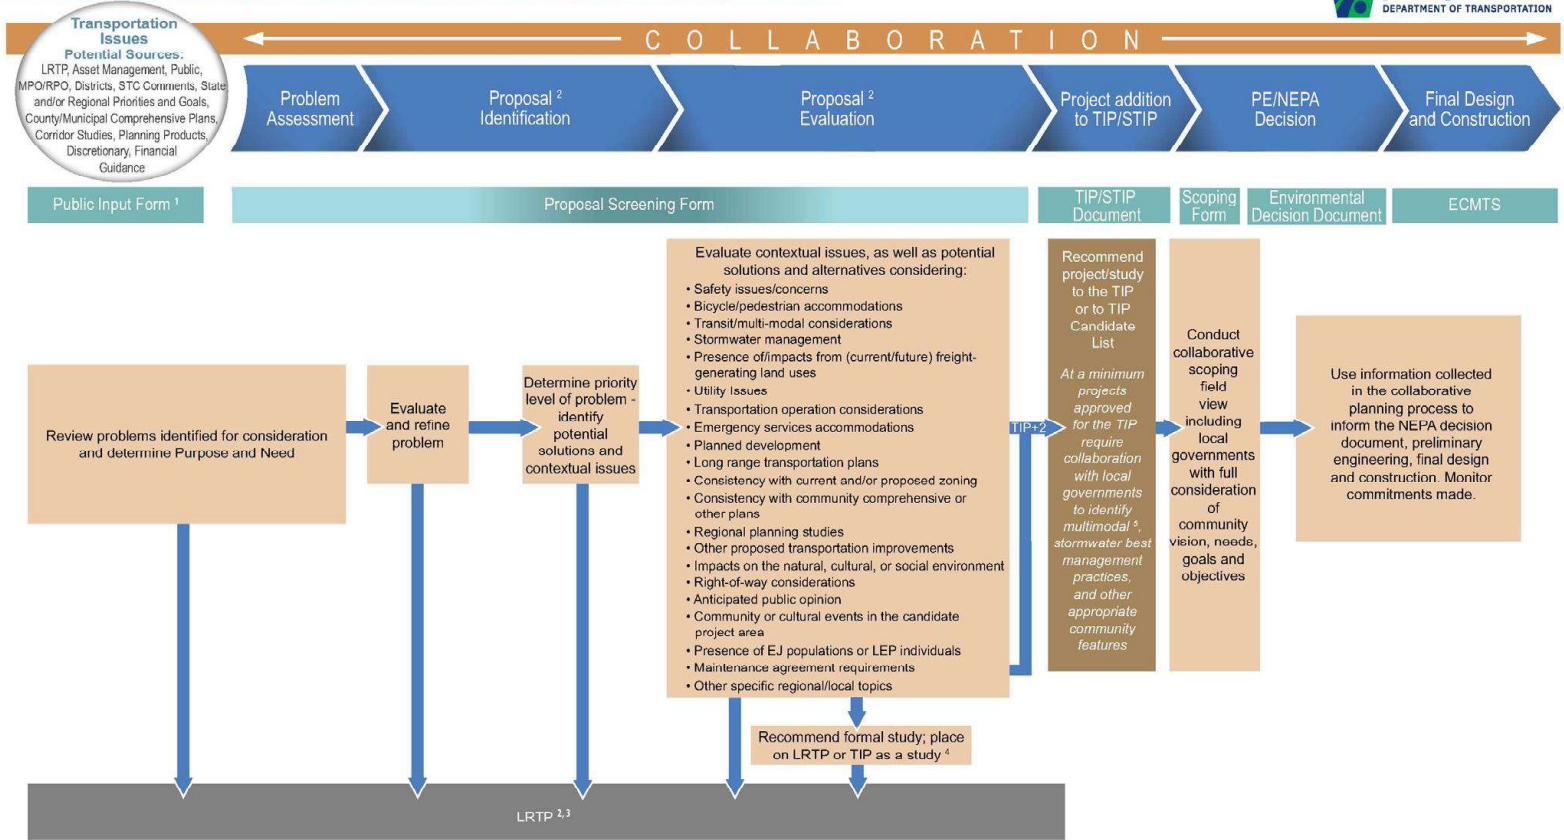 DEPARTMENT OF TRANSPORTATION
Transportation
Issues
Potential Sources:
LRTP, Asset Management, Public,
MPO/RPO, Districts, STC Comments, State
and/or Regional Priorities and Goals,
County/Municipal Comprehensive Plans,
Corridor Studies, Planning Products,
Discretionary, Financial
Guidance
COLLABORATION
Problem
Assessment
Proposal 2
Identification
Proposal 2
Evaluation
Project addition
to TIP/STIP
PE/NEPA
Decision
Final Design
and Construction
Public Input Form 1
Proposal Screening Form
TIP/STIP
Document
Scoping
Form
Environmental
Decision Document
ECMTS
Review problems identified for consideration
and determine Purpose and Need
Evaluate
and refine
problem
Determine priority
level of problem -
identify
potential
solutions and
contextual issues
Evaluate contextual issues, as well as potential
solutions and alternatives considering:
• Safety issues/concerns
• Bicycle/pedestrian accommodations
• Transit/multi-modal considerations
• Stormwater management
• Presence of/impacts from (current/future) freight-
generating land uses
• Utility Issues
• Transportation operation considerations
• Emergency services accommodations
• Planned development
• Long range transportation plans
• Consistency with current and/or proposed zoning
• Consistency with community comprehensive or
other plans
• Regional planning studies
• Other proposed transportation improvements
• Impacts on the natural, cultural, or social environment
• Right-of-way considerations
• Anticipated public opinion
• Community or cultural events in the candidate
project area
• Presence of EJ populations or LEP individuals
• Maintenance agreement requirements
• Other specific regional/local topics
TIP+2
Recommend
project/study
to the TIP
or to TIP
Candidate
List
At a minimum
projects
approved
for the TIP
require
collaboration
with local
governments
to identify
multimodal 5,
stormwater best
management
practices,
and other
appropriate
community
features
Conduct
collaborative
scoping
field
view
including
local
governments
with full
consideration
of
community
vision, needs,
goals and
objectives
Use information collected
in the collaborative
planning process to
inform the NEPA decision
document, preliminary
engineering, final design
and construction. Monitor
commitments made.
Recommend formal study; place
on LRTP or TIP as a study 4
LRTP 2, 3